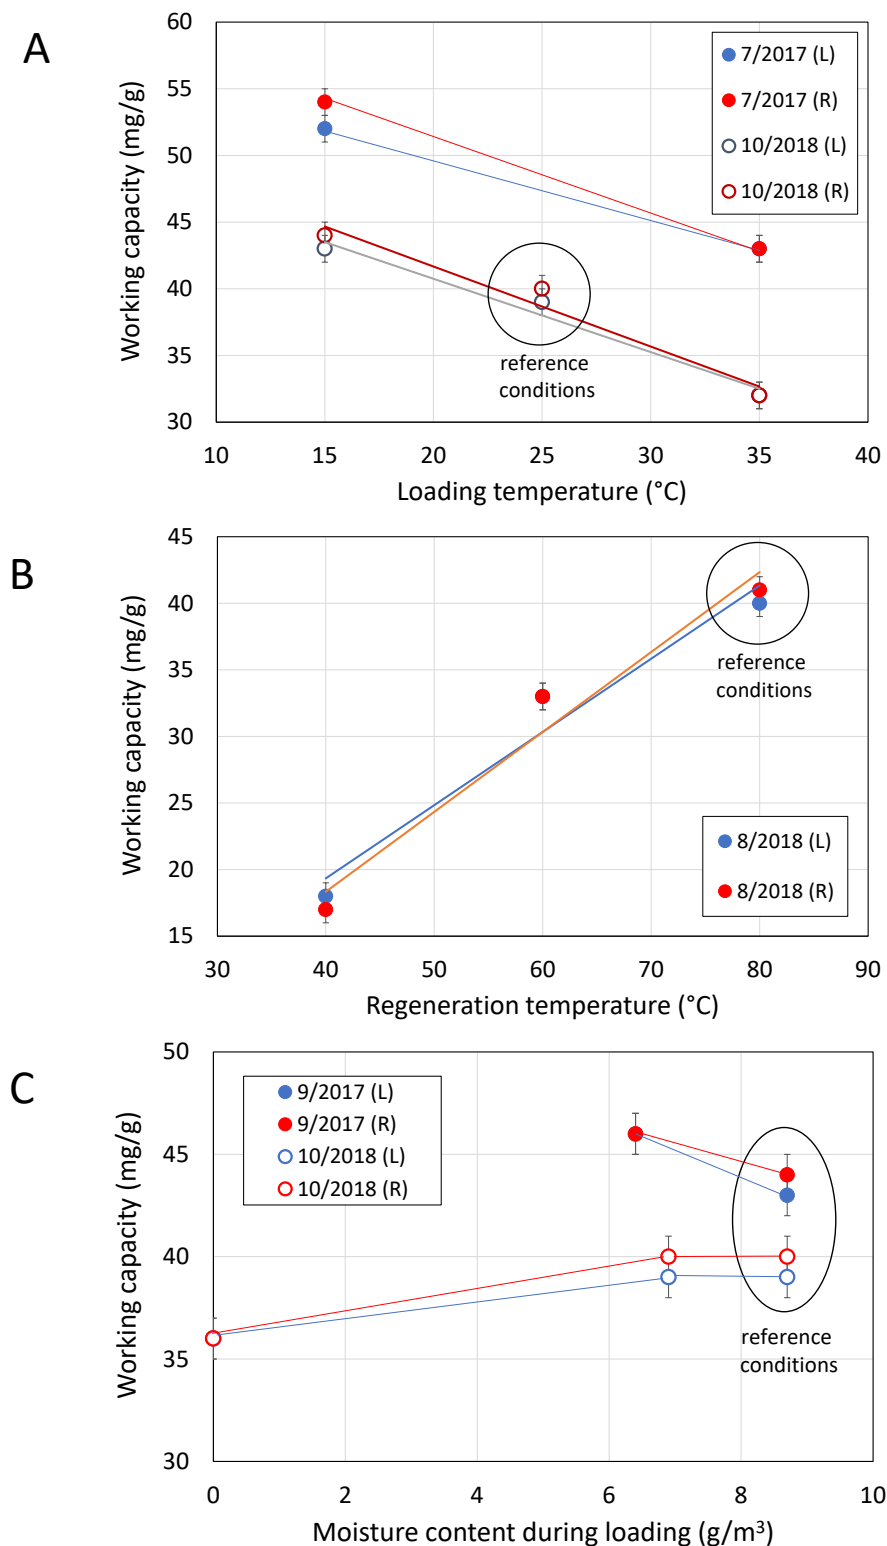 A
Working capacity (mg/g)
60
55
50
45
40
35
30
7/2017 (L)
7/2017 (R)
10/2018 (L)
10/2018 (R)
reference
conditions
10 15 20 25 30 35 40
Loading temperature (°C)
B
Working capacity (mg/g)
45
40
35
30
25
20
15
reference
conditions
8/2018 (L)
8/2018 (R)
30 40 50 60 70 80 90
Regeneration temperature (°C)
C
Working capacity (mg/g)
50
45
40
35
30
9/2017 (L)
9/2017 (R)
10/2018 (L)
10/2018 (R)
reference
conditions
0 2 4 6 8 10
Moisture content during loading (g/m³)